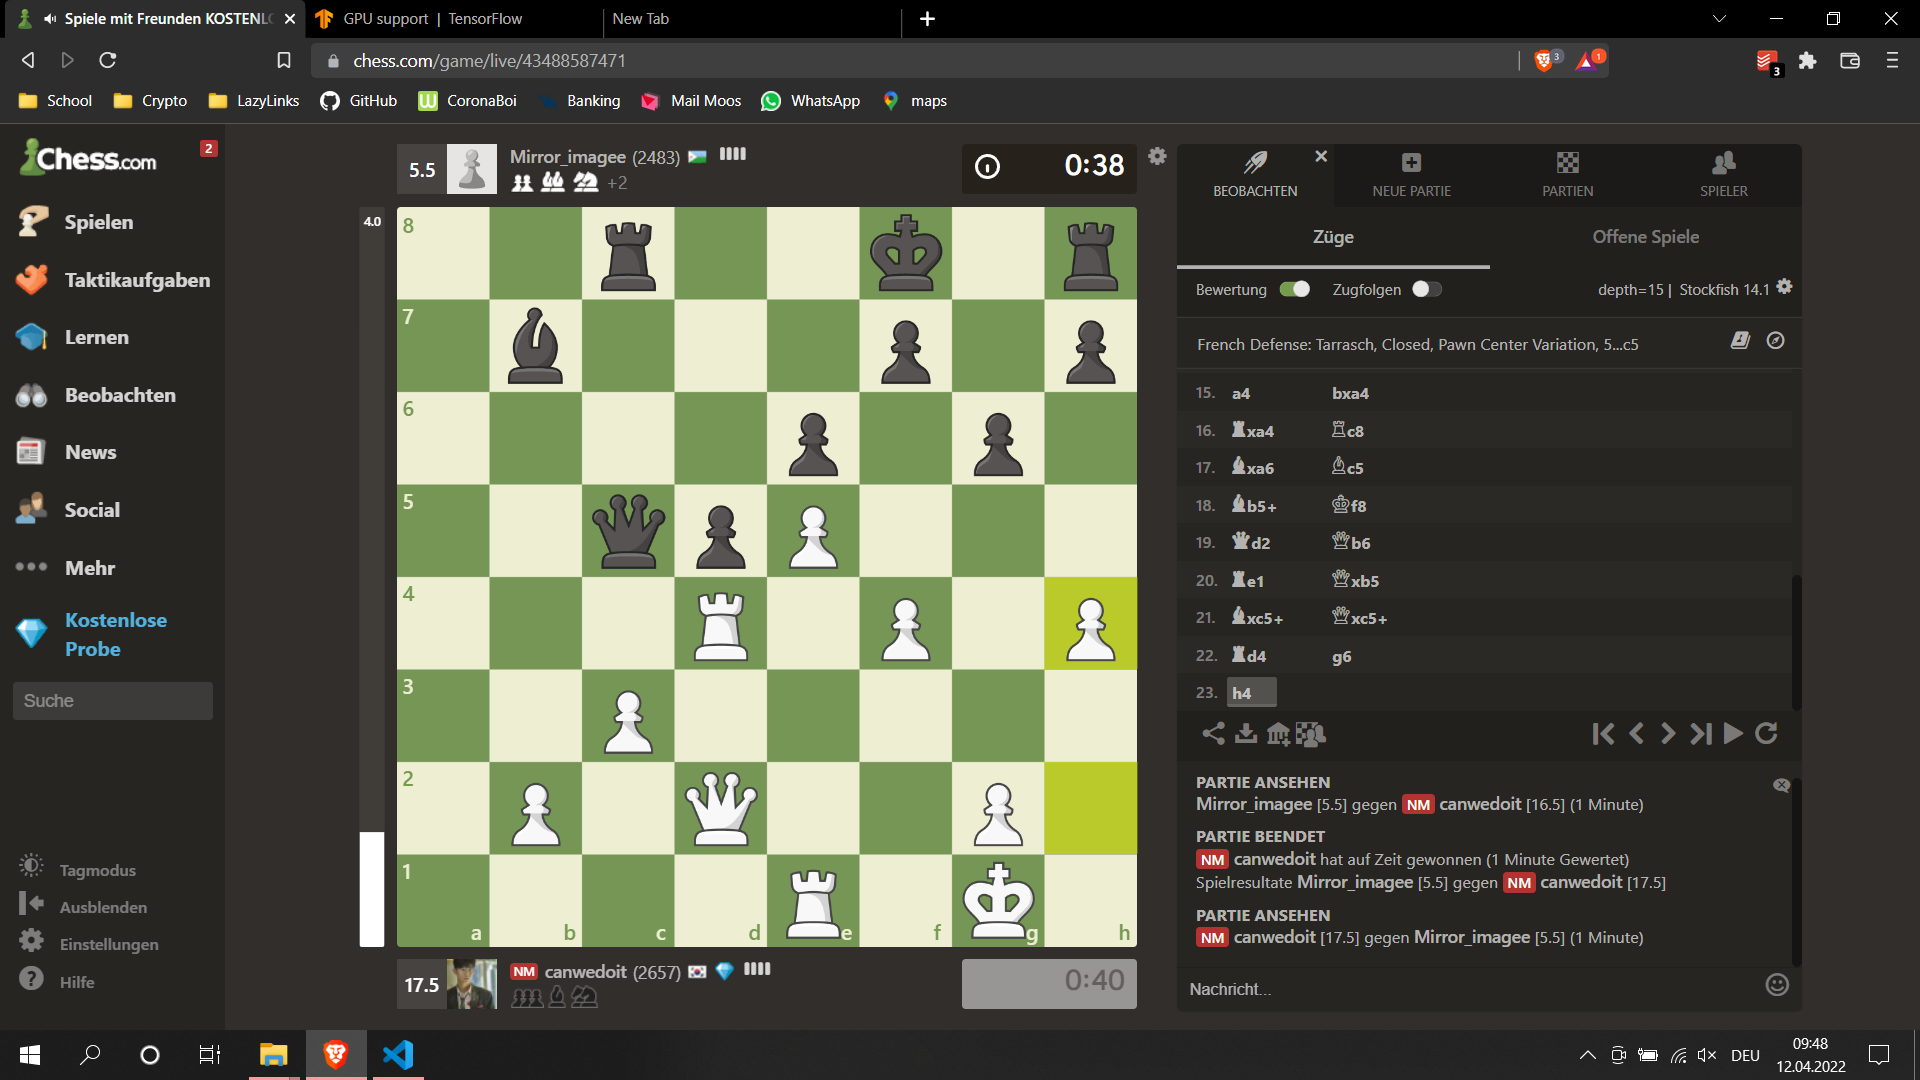 Spiele mit Freunden KOSTENLO
GPU support | TensorFlow
New Tab
chess.com/game/live/43488587471
3
1
3
School
Crypto
LazyLinks
GitHub
CoronaBoi
Banking
Mail Moos
WhatsApp
maps
Chess.com
2
Spielen
Taktikaufgaben
Lernen
Beobachten
News
Social
Mehr
Kostenlose
Probe
Suche
Tagmodus
Ausblenden
Einstellungen
Hilfe
5.5
Mirror_imagee (2483)
+2
0:38
4.0
8
7
6
5
4
3
2
1
a b c d e f g h
17.5
NM canwedoit (2657)
0:40
BEOBACHTEN
NEUE PARTIE
PARTIEN
SPIELER
Züge
Offene Spiele
Bewertung
Zugfolgen
depth=15 | Stockfish 14.1
French Defense: Tarrasch, Closed, Pawn Center Variation, 5...c5
15. a4 bxa4
16. ♜xa4 ♖c8
17. ♝xa6 ♗c5
18. ♝b5+ ♔f8
19. ♛d2 ♕b6
20. ♜e1 ♕xb5
21. ♝xc5+ ♕xc5+
22. ♜d4 g6
23. h4
PARTIE ANSEHEN
Mirror_imagee [5.5] gegen NM canwedoit [16.5] (1 Minute)
PARTIE BEENDET
NM canwedoit hat auf Zeit gewonnen (1 Minute Gewertet)
Spielresultate Mirror_imagee [5.5] gegen NM canwedoit [17.5]
PARTIE ANSEHEN
NM canwedoit [17.5] gegen Mirror_imagee [5.5] (1 Minute)
Nachricht...
DEU
09:48
12.04.2022